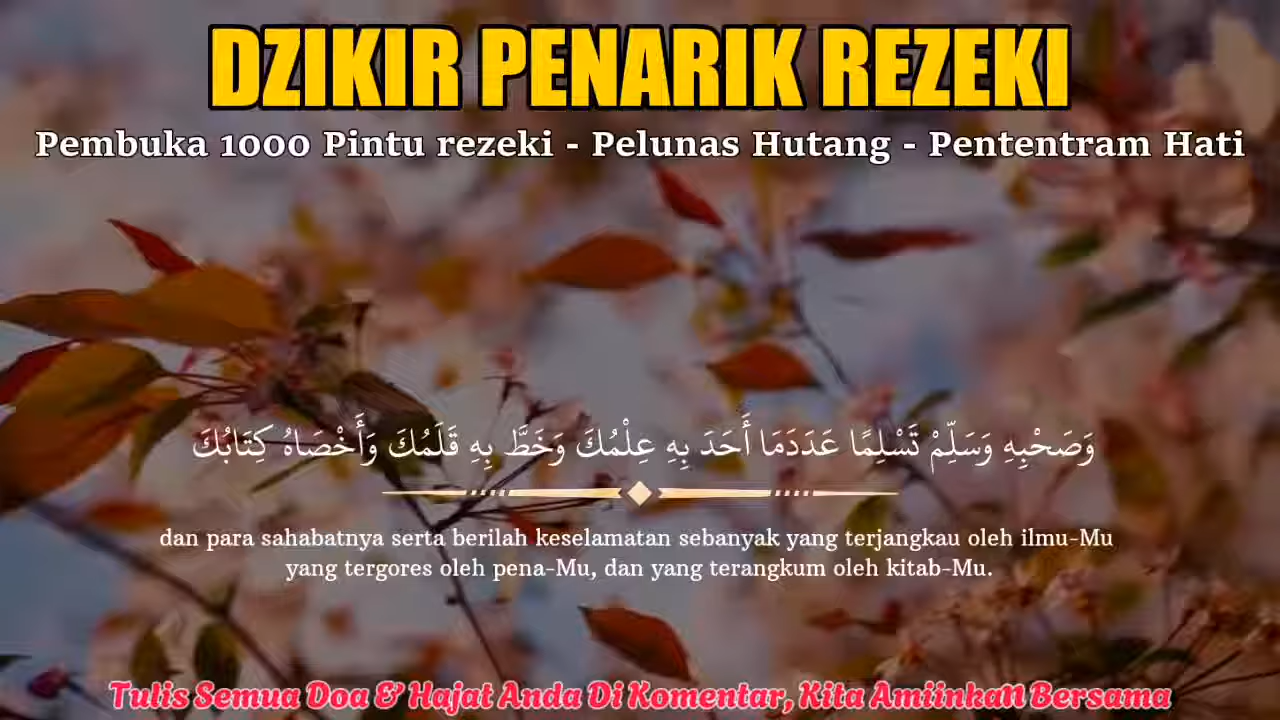 DZIKIR PENARIK REZEKI
Pembuka 1000 Pintu rezeki - Pelunas Hutang - Pententram Hati
وَصَحْبِهِ وَسَلِّمْ تَسْلِمًا عَدَدَمَا أَحَدَ بِهِ عِلْمُكَ وَخَطَّ بِهِ قَلَمُكَ وَأَخْصَاهُ كِتَابُكَ
dan para sahabatnya serta berilah keselamatan sebanyak yang terjangkau oleh ilmu-Mu
yang tergores oleh pena-Mu, dan yang terangkum oleh kitab-Mu.
Tulis Semua Doa & Hajat Anda Di Komentar, Kita Amiinkan Bersama